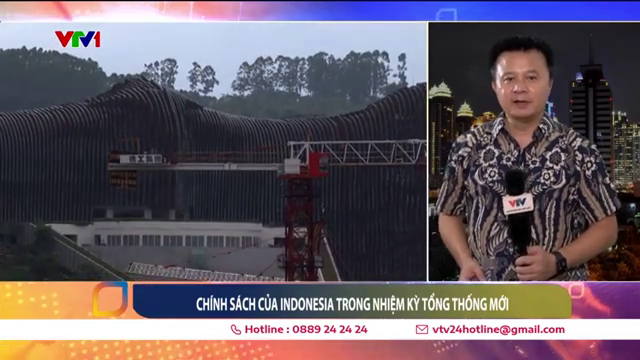 VTV1
VTV
CHÍNH SÁCH CỦA INDONESIA TRONG NHIỆM KỲ TỔNG THỐNG MỚI
Hotline : 0889 24 24 24
vtv24hotline@gmail.com